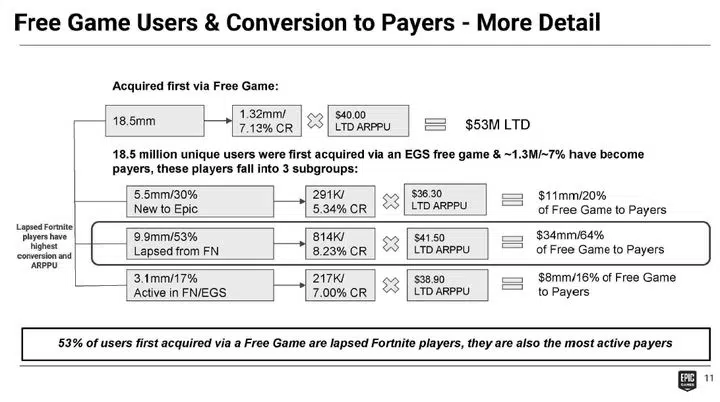 Free Game Users & Conversion to Payers - More Detail
Acquired first via Free Game:
18.5mm
1.32mm/
7.13% CR
$40.00
LTD ARPPU
$53M LTD
18.5 million unique users were first acquired via an EGS free game & ~1.3M/~7% have become
payers, these players fall into 3 subgroups:
5.5mm/30%
New to Epic
291K/
5.34% CR
$36.30
LTD ARPPU
$11mm/20%
of Free Game to Payers
Lapsed Fortnite
players have
highest
conversion and
ARPPU
9.9mm/53%
Lapsed from FN
814K/
8.23% CR
$41.50
LTD ARPPU
$34mm/64%
of Free Game to Payers
3.1mm/17%
Active in FN/EGS
217K/
7.00% CR
$38.90
LTD ARPPU
$8mm/16% of Free Game
to Payers
53% of users first acquired via a Free Game are lapsed Fortnite players, they are also the most active payers
EPIC
GAMES
11